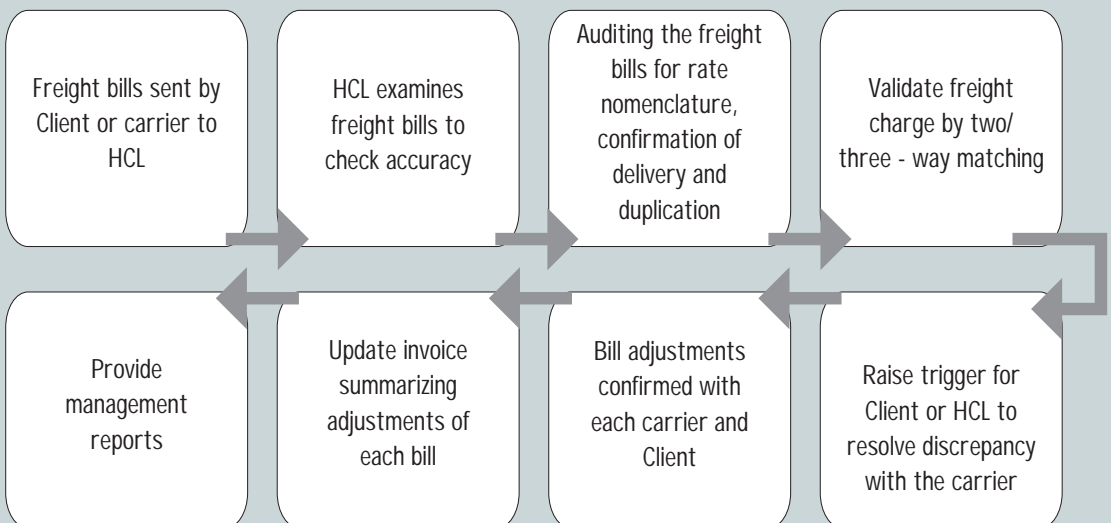 Freight bills sent by
Client or carrier to
HCL
HCL examines
freight bills to
check accuracy
Auditing the freight
bills for rate
nomenclature,
confirmation of
delivery and
duplication
Validate freight
charge by two/
three - way matching
Raise trigger for
Client or HCL to
resolve discrepancy
with the carrier
Bill adjustments
confirmed with
each carrier and
Client
Update invoice
summarizing
adjustments of
each bill
Provide
management
reports